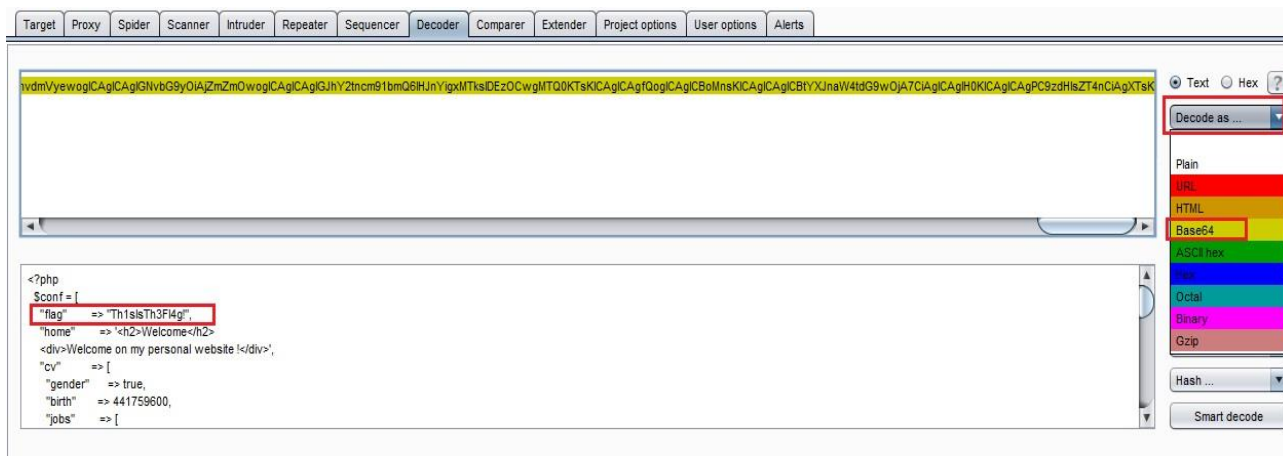 Target Proxy Spider Scanner Intruder Repeater Sequencer Decoder Comparer Extender Project options User options Alerts
Text Hex ?
Decode as ...
Plain
URL
HTML
Base64
ASCII hex
Hex
Octal
Binary
Gzip
Hash ...
Smart decode
<?php
$conf = [
"flag" => "Th1sIsTh3Fl4g!",
"home" => '<h2>Welcome</h2>
<div>Welcome on my personal website !</div>',
"cv" => [
"gender" => true,
"birth" => 441759600,
"jobs" => [